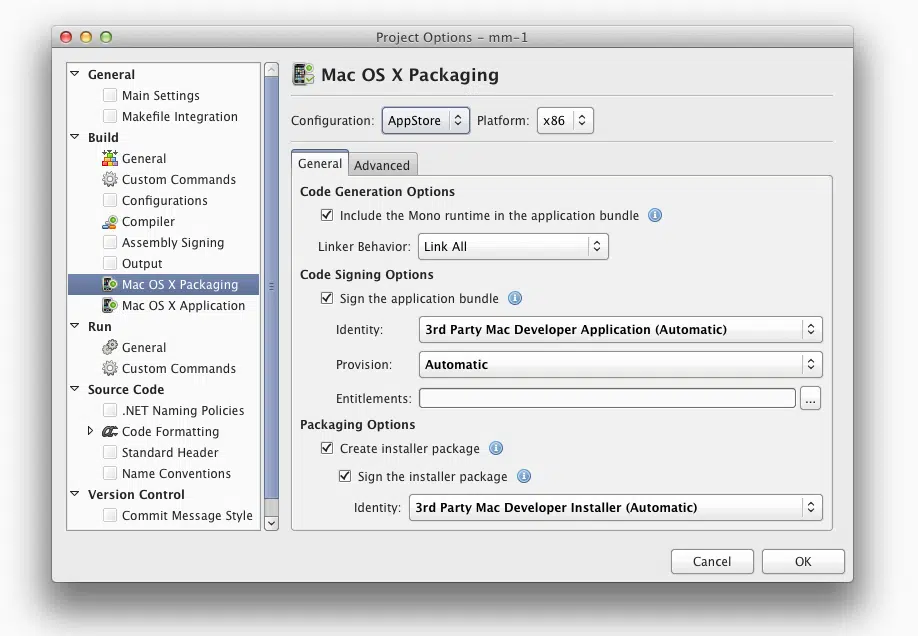 Project Options – mm-1
General
Main Settings
Makefile Integration
Build
General
Custom Commands
Configurations
Compiler
Assembly Signing
Output
Mac OS X Packaging
Mac OS X Application
Run
General
Custom Commands
Source Code
.NET Naming Policies
Code Formatting
Standard Header
Name Conventions
Version Control
Commit Message Style
Mac OS X Packaging
Configuration: AppStore Platform: x86
General Advanced
Code Generation Options
Include the Mono runtime in the application bundle
Linker Behavior: Link All
Code Signing Options
Sign the application bundle
Identity: 3rd Party Mac Developer Application (Automatic)
Provision: Automatic
Entitlements: ...
Packaging Options
Create installer package
Sign the installer package
Identity: 3rd Party Mac Developer Installer (Automatic)
Cancel OK